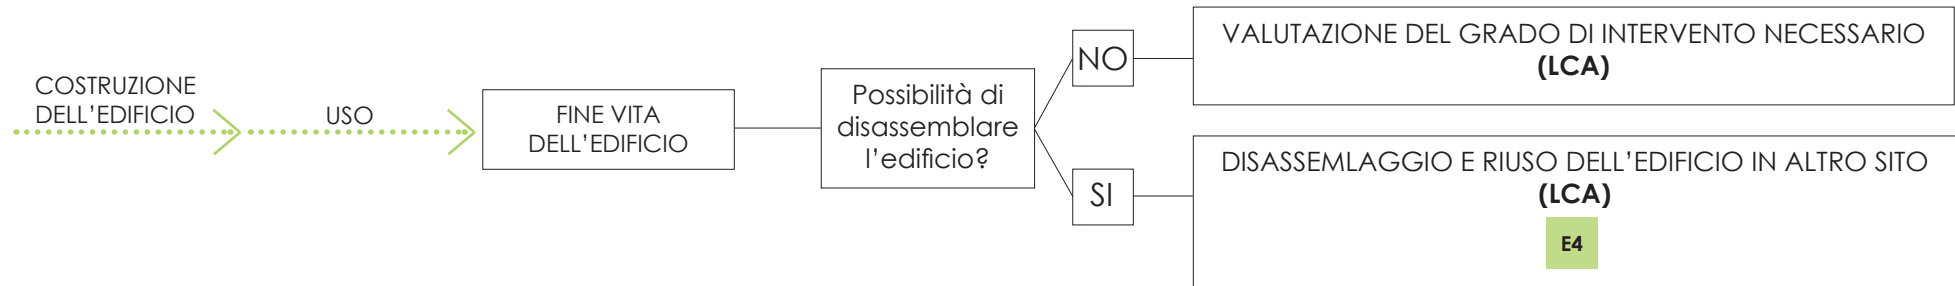 COSTRUZIONE
DELL'EDIFICIO
USO
FINE VITA
DELL'EDIFICIO
Possibilità di
disassemblare
l'edificio?
NO
VALUTAZIONE DEL GRADO DI INTERVENTO NECESSARIO
(LCA)
SI
DISASSEMLAGGIO E RIUSO DELL'EDIFICIO IN ALTRO SITO
(LCA)
E4